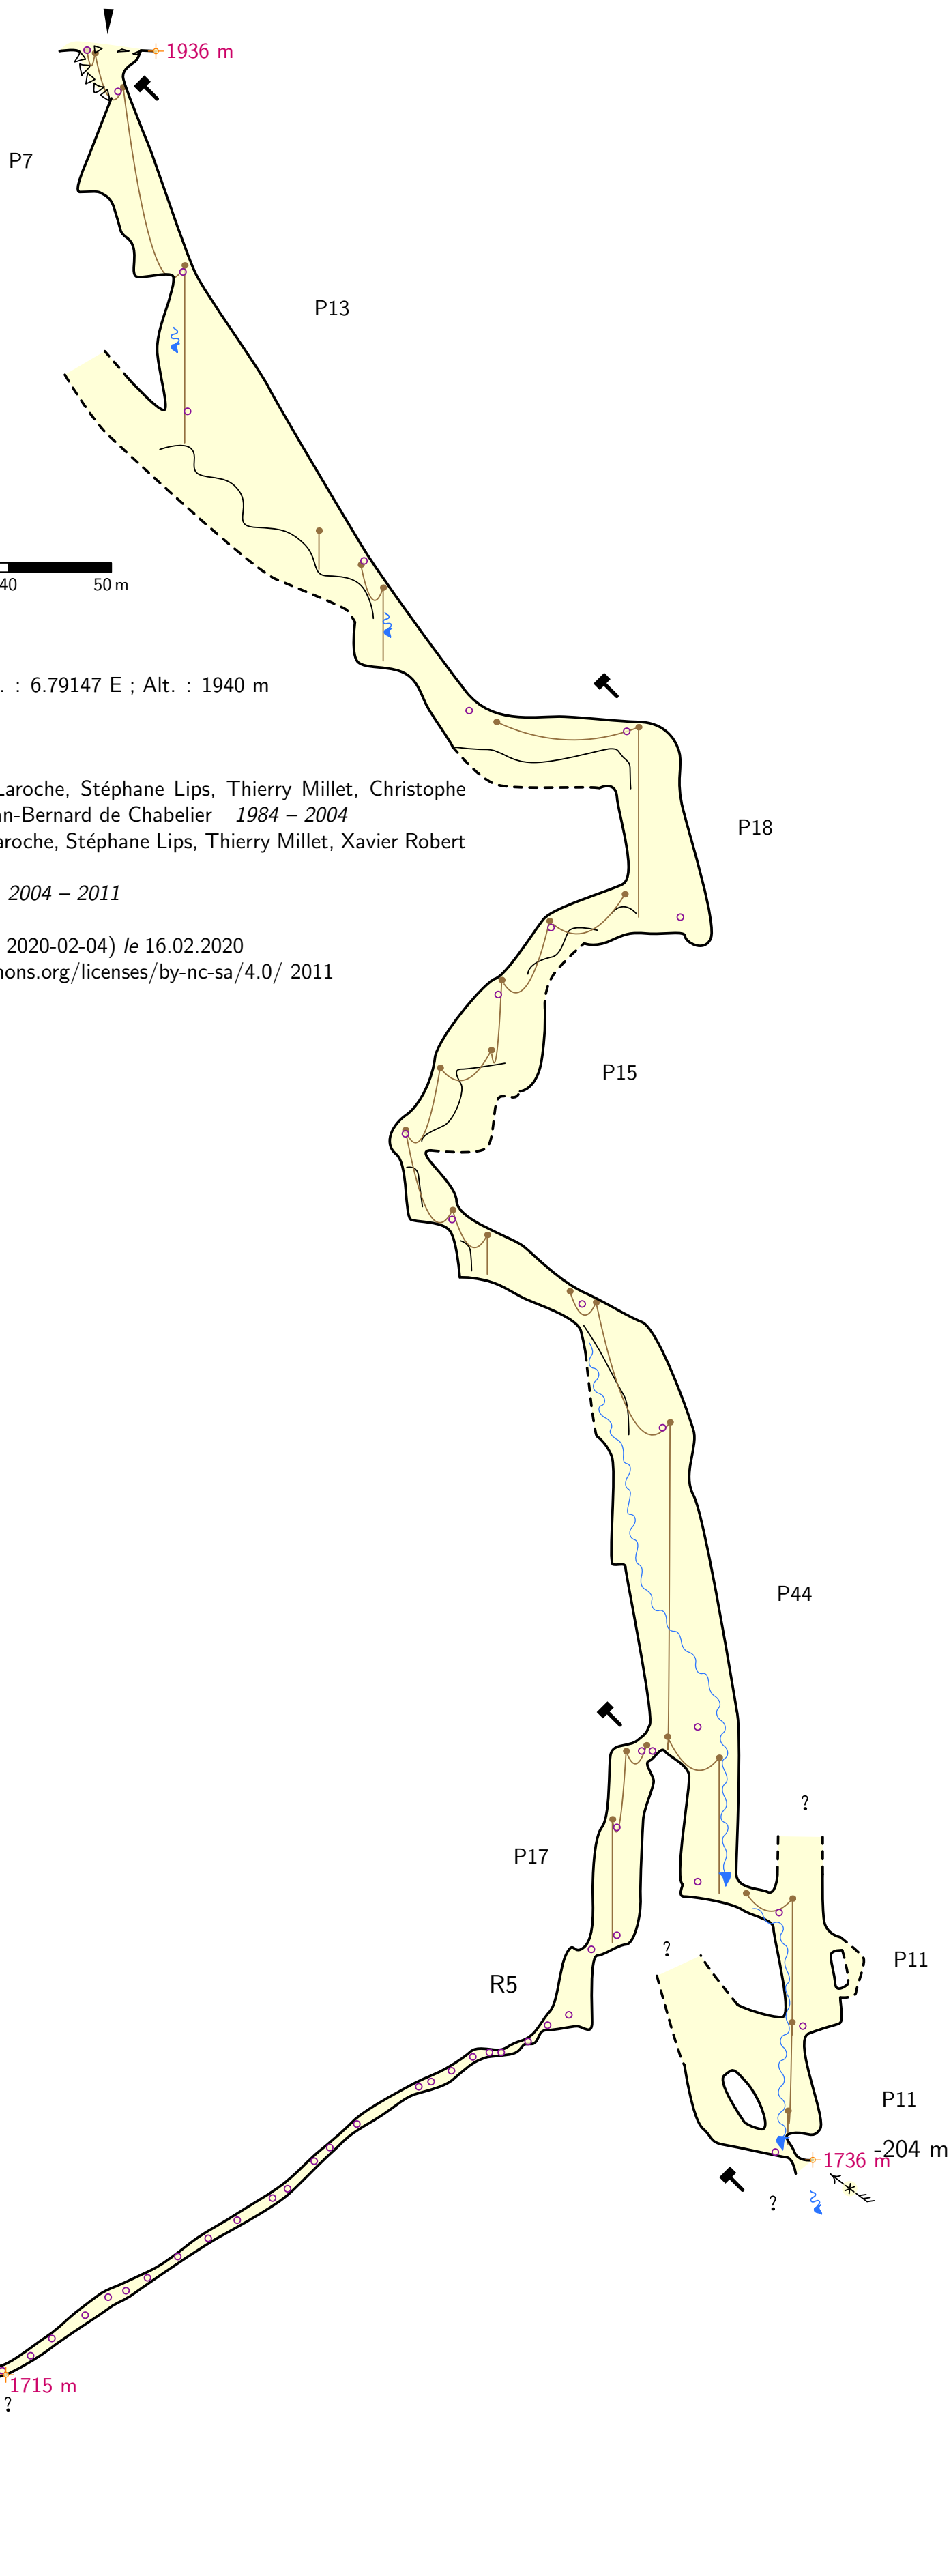 1936 m
P7
P13
40 50 m
. : 6.79147 E ; Alt. : 1940 m
Laroche, Stéphane Lips, Thierry Millet, Christophe
n-Bernard de Chabelier 1984 – 2004
aroche, Stéphane Lips, Thierry Millet, Xavier Robert
P18
2004 – 2011
2020-02-04) le 16.02.2020
mons.org/licenses/by-nc-sa/4.0/ 2011
P15
P44
?
P17
?
P11
R5
P11
-204 m
1736 m
?
1715 m
?